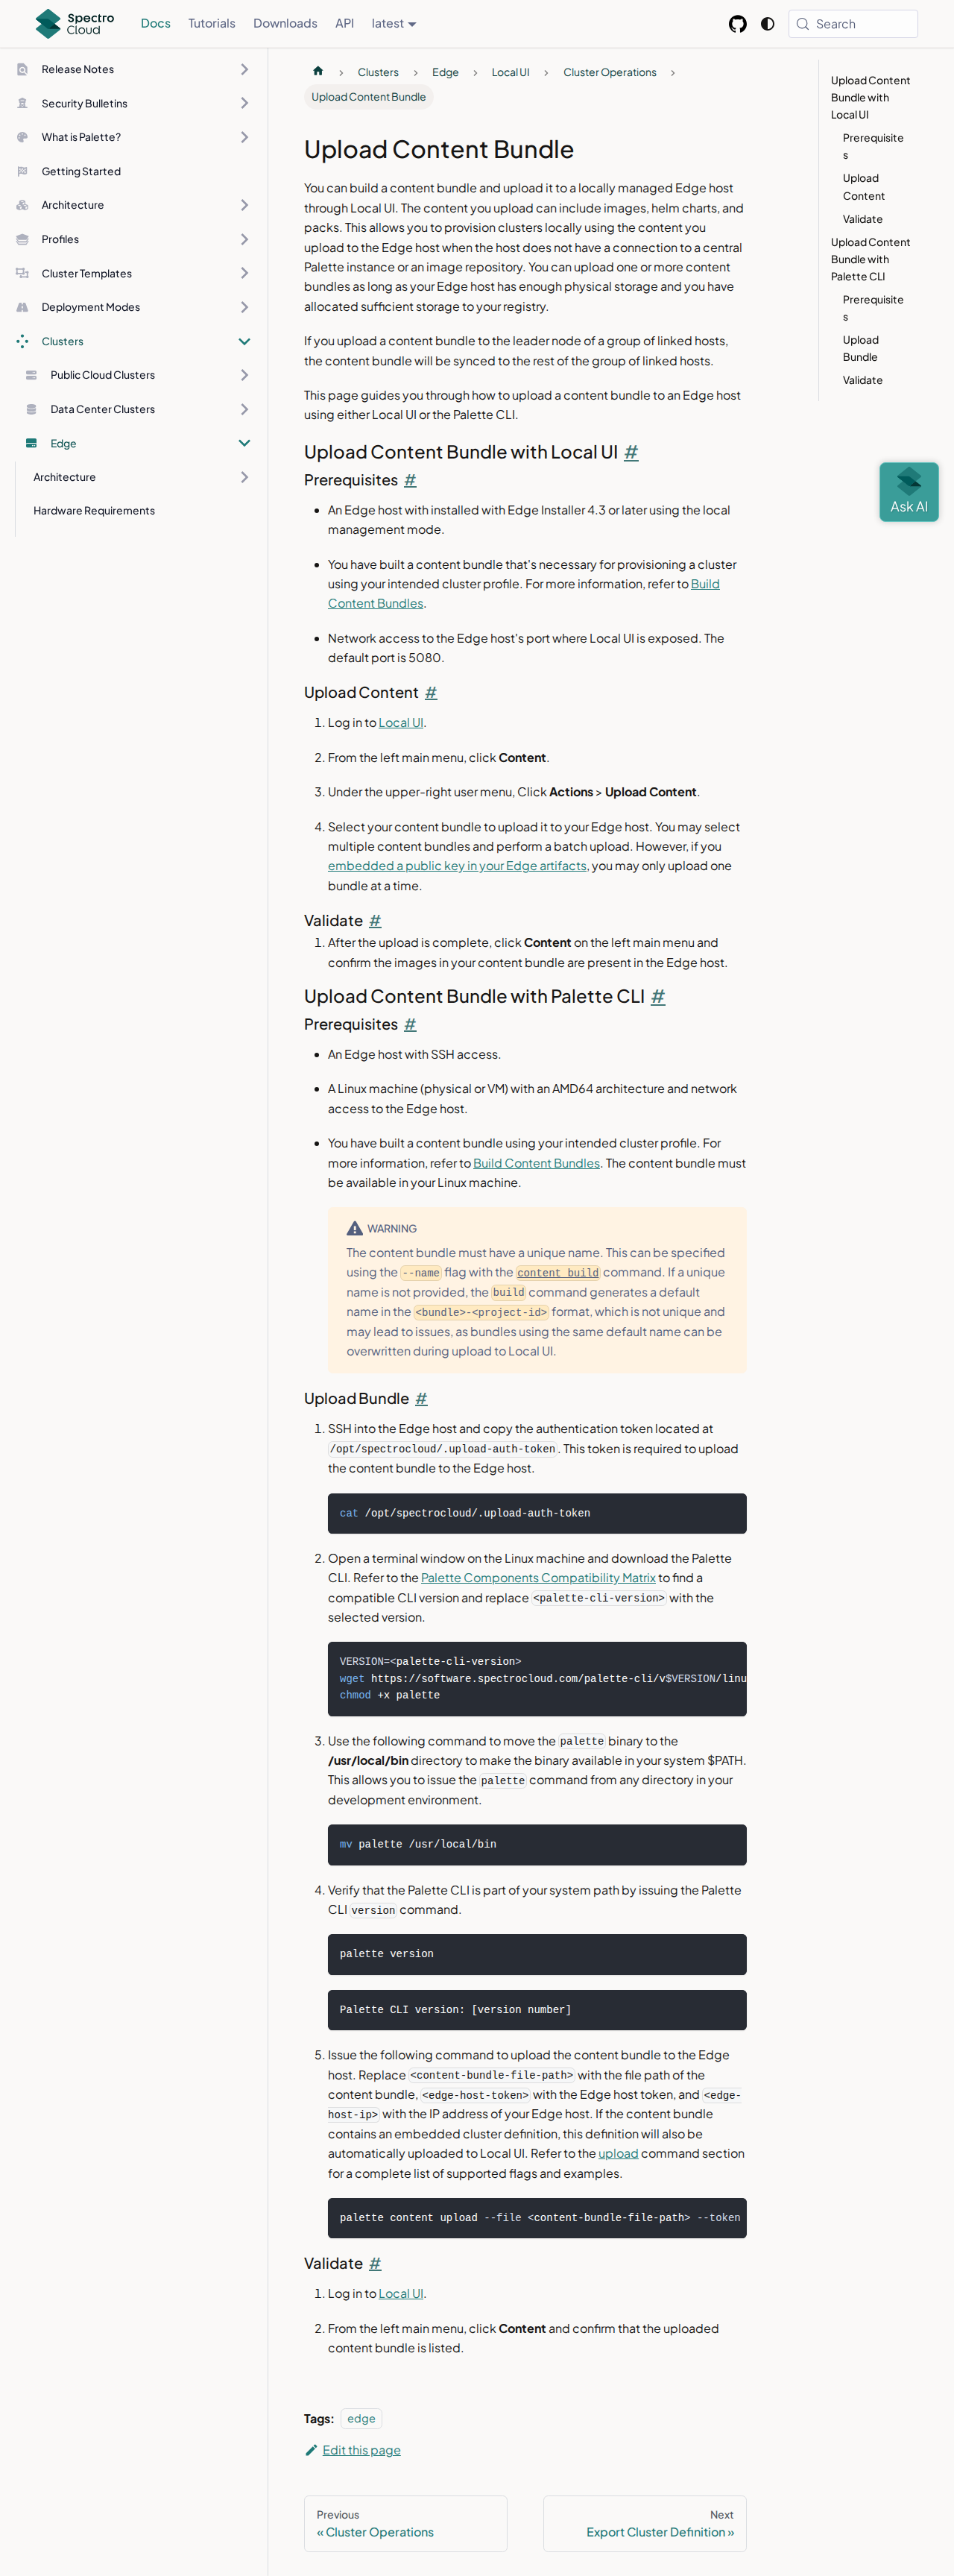 Spectro
Cloud
Docs
Tutorials
Downloads
API
latest
Search
Release Notes
Security Bulletins
What is Palette?
Getting Started
Architecture
Profiles
Cluster Templates
Deployment Modes
Clusters
Public Cloud Clusters
Data Center Clusters
Edge
Architecture
Hardware Requirements
Clusters
Edge
Local UI
Cluster Operations
Upload Content Bundle
Upload Content Bundle
You can build a content bundle and upload it to a locally managed Edge host
through Local UI. The content you upload can include images, helm charts, and
packs. This allows you to provision clusters locally using the content you
upload to the Edge host when the host does not have a connection to a central
Palette instance or an image repository. You can upload one or more content
bundles as long as your Edge host has enough physical storage and you have
allocated sufficient storage to your registry.
If you upload a content bundle to the leader node of a group of linked hosts,
the content bundle will be synced to the rest of the group of linked hosts.
This page guides you through how to upload a content bundle to an Edge host
using either Local UI or the Palette CLI.
Upload Content Bundle with Local UI #
Prerequisites #
• An Edge host with installed with Edge Installer 4.3 or later using the local
management mode.
• You have built a content bundle that's necessary for provisioning a cluster
using your intended cluster profile. For more information, refer to Build
Content Bundles.
• Network access to the Edge host's port where Local UI is exposed. The
default port is 5080.
Upload Content #
1. Log in to Local UI.
2. From the left main menu, click Content.
3. Under the upper-right user menu, Click Actions > Upload Content.
4. Select your content bundle to upload it to your Edge host. You may select
multiple content bundles and perform a batch upload. However, if you
embedded a public key in your Edge artifacts, you may only upload one
bundle at a time.
Validate #
1. After the upload is complete, click Content on the left main menu and
confirm the images in your content bundle are present in the Edge host.
Upload Content Bundle with Palette CLI #
Prerequisites #
• An Edge host with SSH access.
• A Linux machine (physical or VM) with an AMD64 architecture and network
access to the Edge host.
• You have built a content bundle using your intended cluster profile. For
more information, refer to Build Content Bundles. The content bundle must
be available in your Linux machine.
WARNING
The content bundle must have a unique name. This can be specified
using the --name flag with the content build command. If a unique
name is not provided, the build command generates a default
name in the <bundle>-<project-id> format, which is not unique and
may lead to issues, as bundles using the same default name can be
overwritten during upload to Local UI.
Upload Bundle #
1. SSH into the Edge host and copy the authentication token located at
/opt/spectrocloud/.upload-auth-token. This token is required to upload
the content bundle to the Edge host.
cat /opt/spectrocloud/.upload-auth-token
2. Open a terminal window on the Linux machine and download the Palette
CLI. Refer to the Palette Components Compatibility Matrix to find a
compatible CLI version and replace <palette-cli-version> with the
selected version.
VERSION=<palette-cli-version>
wget https://software.spectrocloud.com/palette-cli/v$VERSION/linu
chmod +x palette
3. Use the following command to move the palette binary to the
/usr/local/bin directory to make the binary available in your system $PATH.
This allows you to issue the palette command from any directory in your
development environment.
mv palette /usr/local/bin
4. Verify that the Palette CLI is part of your system path by issuing the Palette
CLI version command.
palette version
Palette CLI version: [version number]
5. Issue the following command to upload the content bundle to the Edge
host. Replace <content-bundle-file-path> with the file path of the
content bundle, <edge-host-token> with the Edge host token, and <edge-
host-ip> with the IP address of your Edge host. If the content bundle
contains an embedded cluster definition, this definition will also be
automatically uploaded to Local UI. Refer to the upload command section
for a complete list of supported flags and examples.
palette content upload --file <content-bundle-file-path> --token
Validate #
1. Log in to Local UI.
2. From the left main menu, click Content and confirm that the uploaded
content bundle is listed.
Tags: edge
Edit this page
Previous
« Cluster Operations
Next
Export Cluster Definition »
Upload Content
Bundle with
Local UI
Prerequisite
s
Upload
Content
Validate
Upload Content
Bundle with
Palette CLI
Prerequisite
s
Upload
Bundle
Validate
Ask AI